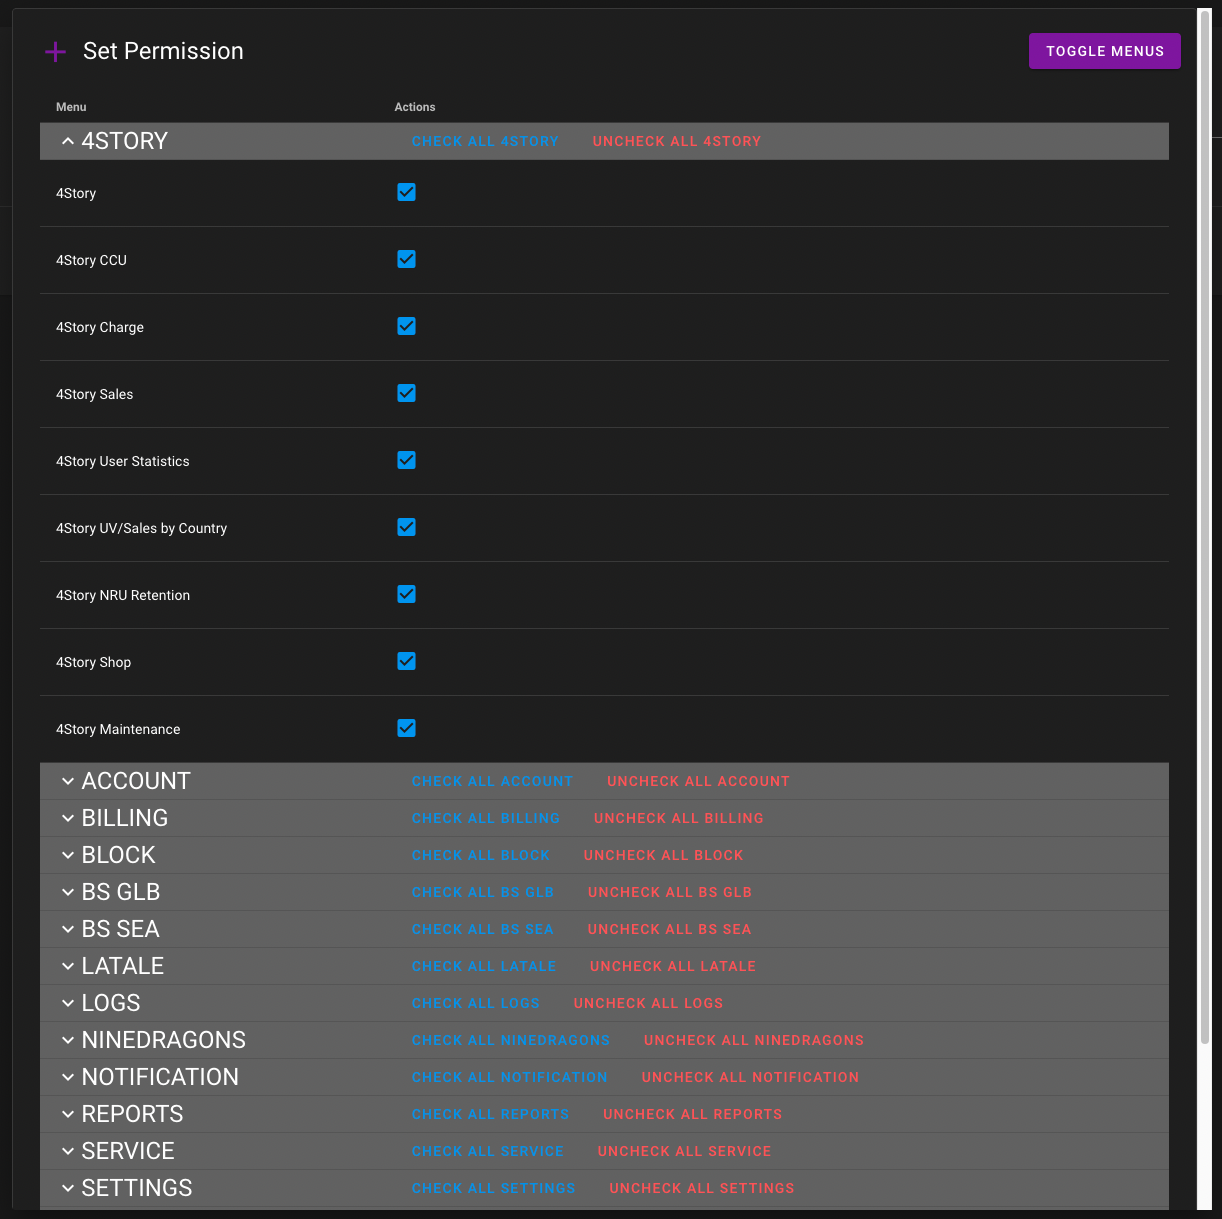 Set Permission
TOGGLE MENUS
Menu Actions
4STORY CHECK ALL 4STORY UNCHECK ALL 4STORY
4Story
4Story CCU
4Story Charge
4Story Sales
4Story User Statistics
4Story UV/Sales by Country
4Story NRU Retention
4Story Shop
4Story Maintenance
ACCOUNT CHECK ALL ACCOUNT UNCHECK ALL ACCOUNT
BILLING CHECK ALL BILLING UNCHECK ALL BILLING
BLOCK CHECK ALL BLOCK UNCHECK ALL BLOCK
BS GLB CHECK ALL BS GLB UNCHECK ALL BS GLB
BS SEA CHECK ALL BS SEA UNCHECK ALL BS SEA
LATALE CHECK ALL LATALE UNCHECK ALL LATALE
LOGS CHECK ALL LOGS UNCHECK ALL LOGS
NINEDRAGONS CHECK ALL NINEDRAGONS UNCHECK ALL NINEDRAGONS
NOTIFICATION CHECK ALL NOTIFICATION UNCHECK ALL NOTIFICATION
REPORTS CHECK ALL REPORTS UNCHECK ALL REPORTS
SERVICE CHECK ALL SERVICE UNCHECK ALL SERVICE
SETTINGS CHECK ALL SETTINGS UNCHECK ALL SETTINGS